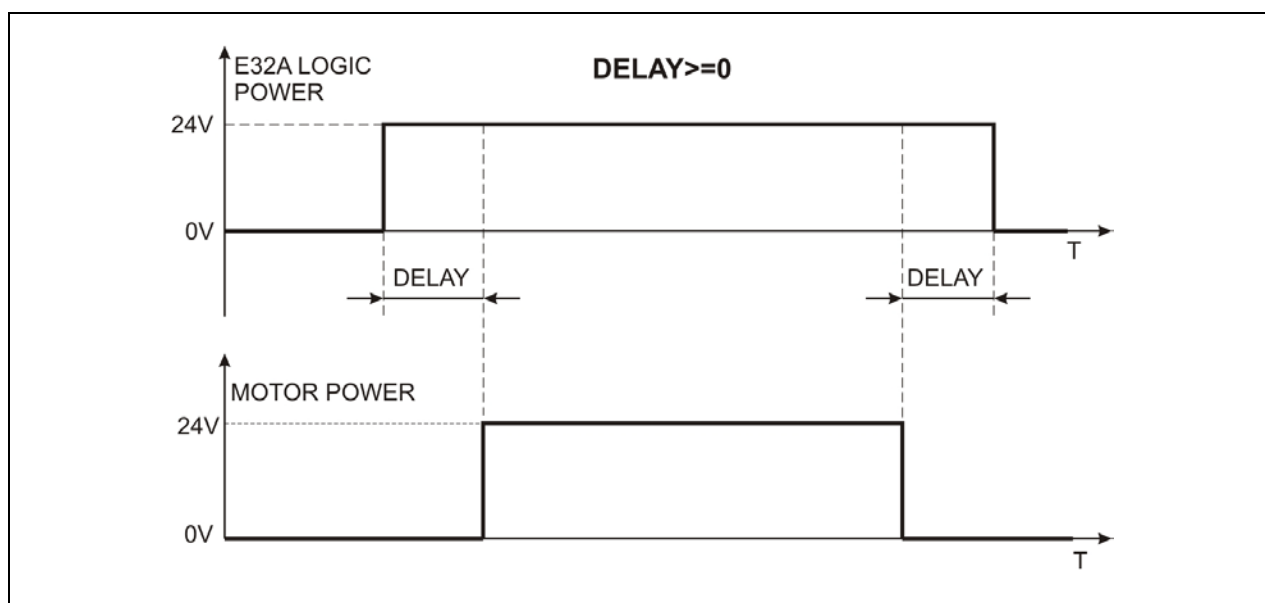 E32A LOGIC
POWER
DELAY>=0
24V
0V
T
DELAY
DELAY
MOTOR POWER
24V
0V
T